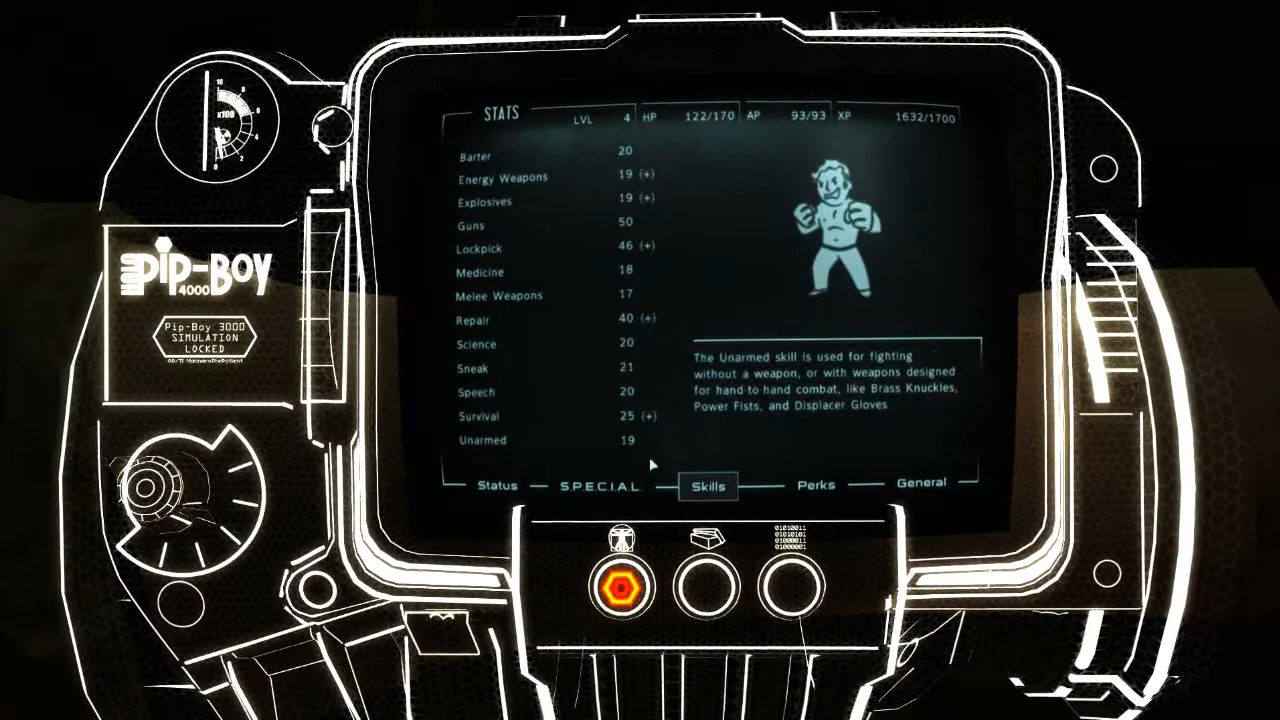 STATS LVL 4 HP 122/170 AP 93/93 XP 1632/1700
Barter 20
Energy Weapons 19 (+)
Explosives 19 (+)
Guns 50
Lockpick 46 (+)
Medicine 18
Melee Weapons 17
Repair 40 (+)
Science 20
Sneak 21
Speech 20
Survival 25 (+)
Unarmed 19
The Unarmed skill is used for fighting
without a weapon, or with weapons designed
for hand-to-hand combat, like Brass Knuckles,
Power Fists, and Displacer Gloves
Status S.P.E.C.I.A.L. Skills Perks General
x100
HOLO PIP-BOY
4000
Pip-Boy 3000
SIMULATION
LOCKED
01010011
01010101
01000011
01000001